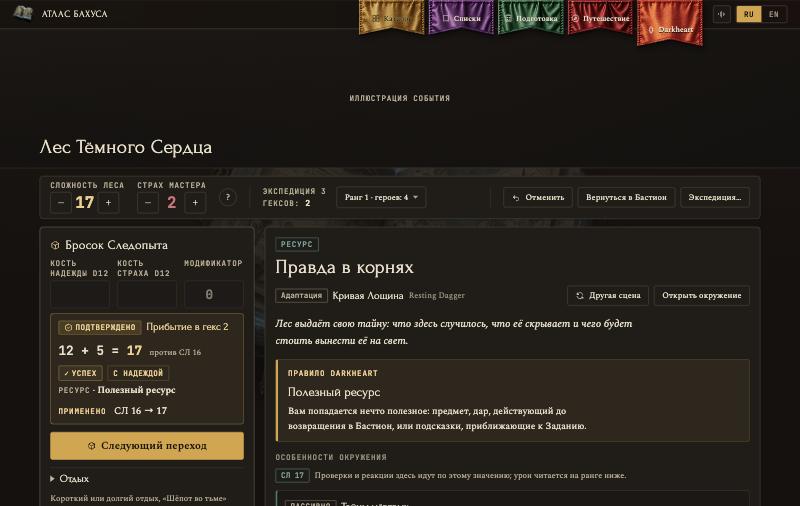 АТЛАС БАХУСА
Списки
Подготовка
Путешествие
Darkheart
RU EN
ИЛЛЮСТРАЦИЯ СОБЫТИЯ
Лес Тёмного Сердца
СЛОЖНОСТЬ ЛЕСА
− 17 +
СТРАХ МАСТЕРА
− 2 +
?
ЭКСПЕДИЦИЯ 3
ГЕКСОВ: 2
Ранг 1 · героев: 4
Отменить
Вернуться в Бастион
Экспедиция...
Бросок Следопыта
КОСТЬ НАДЕЖДЫ D12
КОСТЬ СТРАХА D12
МОДИФИКАТОР
0
ПОДТВЕРЖДЕНО Прибытие в гекс 2
12 + 5 = 17 против СЛ 16
✓ УСПЕХ С НАДЕЖДОЙ
РЕСУРС · Полезный ресурс
ПРИМЕНЕНО СЛ 16 → 17
Следующий переход
Отдых
Короткий или долгий отдых, «Шёпот во тьме»
РЕСУРС
Правда в корнях
Адаптация Кривая Лощина Resting Dagger
Другая сцена
Открыть окружение
Лес выдаёт свою тайну: что здесь случилось, что её скрывает и чего будет
стоить вынести её на свет.
ПРАВИЛО DARKHEART
Полезный ресурс
Вам попадается нечто полезное: предмет, дар, действующий до
возвращения в Бастион, или подсказки, приближающие к Заданию.
ОСОБЕННОСТИ ОКРУЖЕНИЯ
СЛ 17 Проверки и реакции здесь идут по этому значению; урон читается на ранге ниже.